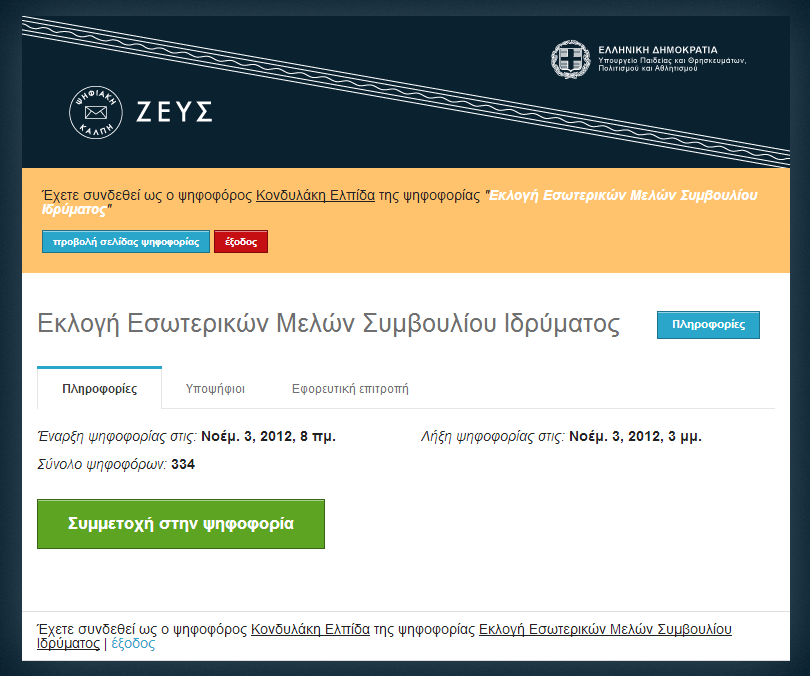 ΕΛΛΗΝΙΚΗ ΔΗΜΟΚΡΑΤΙΑ
Υπουργείο Παιδείας και Θρησκευμάτων,
Πολιτισμού και Αθλητισμού
ΨΗΦΙΑΚΗ
ΚΑΛΠΗ
ΖΕΥΣ
Έχετε συνδεθεί ως ο ψηφοφόρος Κονδυλάκη Ελπίδα της ψηφοφορίας "Εκλογή Εσωτερικών Μελών Συμβουλίου
Ιδρύματος"
προβολή σελίδας ψηφοφορίας έξοδος
Εκλογή Εσωτερικών Μελών Συμβουλίου Ιδρύματος Πληροφορίες
Πληροφορίες Υποψήφιοι Εφορευτική επιτροπή
Έναρξη ψηφοφορίας στις: Νοέμ. 3, 2012, 8 πμ. Λήξη ψηφοφορίας στις: Νοέμ. 3, 2012, 3 μμ.
Σύνολο ψηφοφόρων: 334
Συμμετοχή στην ψηφοφορία
Έχετε συνδεθεί ως ο ψηφοφόρος Κονδυλάκη Ελπίδα της ψηφοφορίας Εκλογή Εσωτερικών Μελών Συμβουλίου
Ιδρύματος | έξοδος